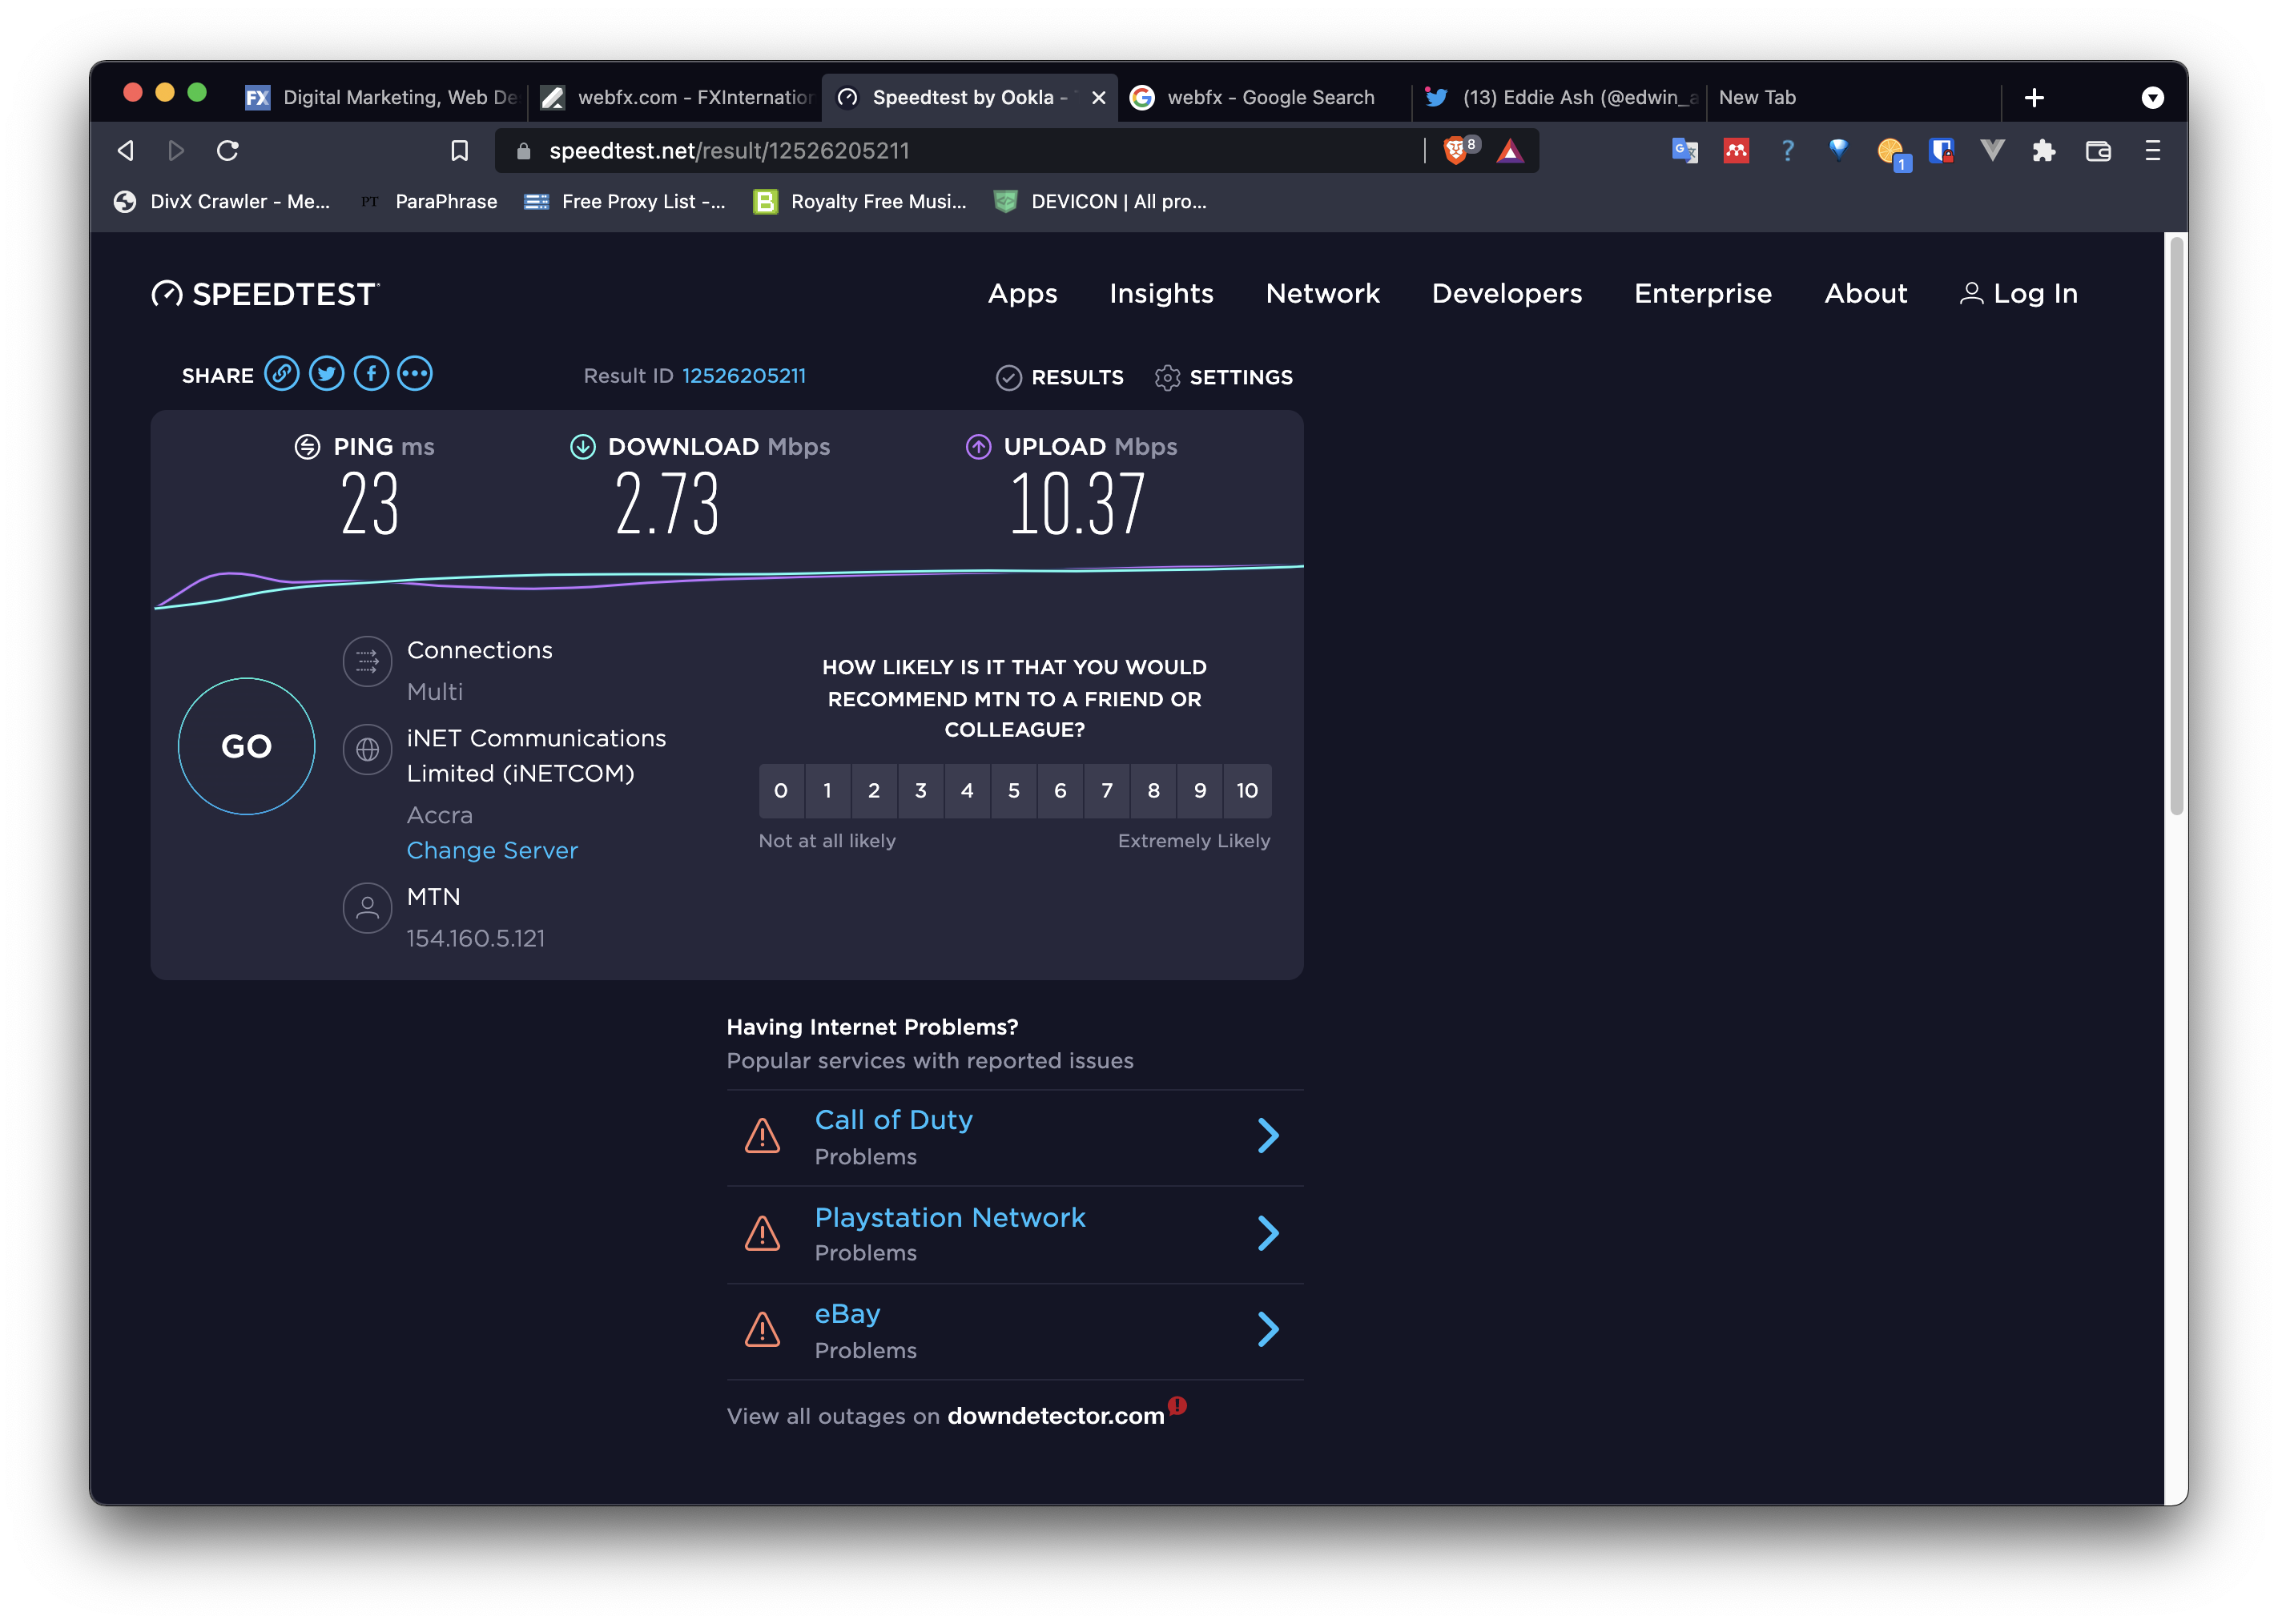 FX Digital Marketing, Web De
webfx.com - FXInternation
Speedtest by Ookla -
webfx - Google Search
(13) Eddie Ash (@edwin_a
New Tab
speedtest.net/result/12526205211
8
1
DivX Crawler - Me...
PT ParaPhrase
Free Proxy List -...
B Royalty Free Musi...
DEVICON | All pro...
SPEEDTEST
Apps
Insights
Network
Developers
Enterprise
About
Log In
SHARE
Result ID 12526205211
RESULTS
SETTINGS
PING ms
23
DOWNLOAD Mbps
2.73
UPLOAD Mbps
10.37
GO
Connections
Multi
iNET Communications
Limited (iNETCOM)
Accra
Change Server
MTN
154.160.5.121
HOW LIKELY IS IT THAT YOU WOULD
RECOMMEND MTN TO A FRIEND OR
COLLEAGUE?
0 1 2 3 4 5 6 7 8 9 10
Not at all likely
Extremely Likely
Having Internet Problems?
Popular services with reported issues
Call of Duty
Problems
Playstation Network
Problems
eBay
Problems
View all outages on downdetector.com